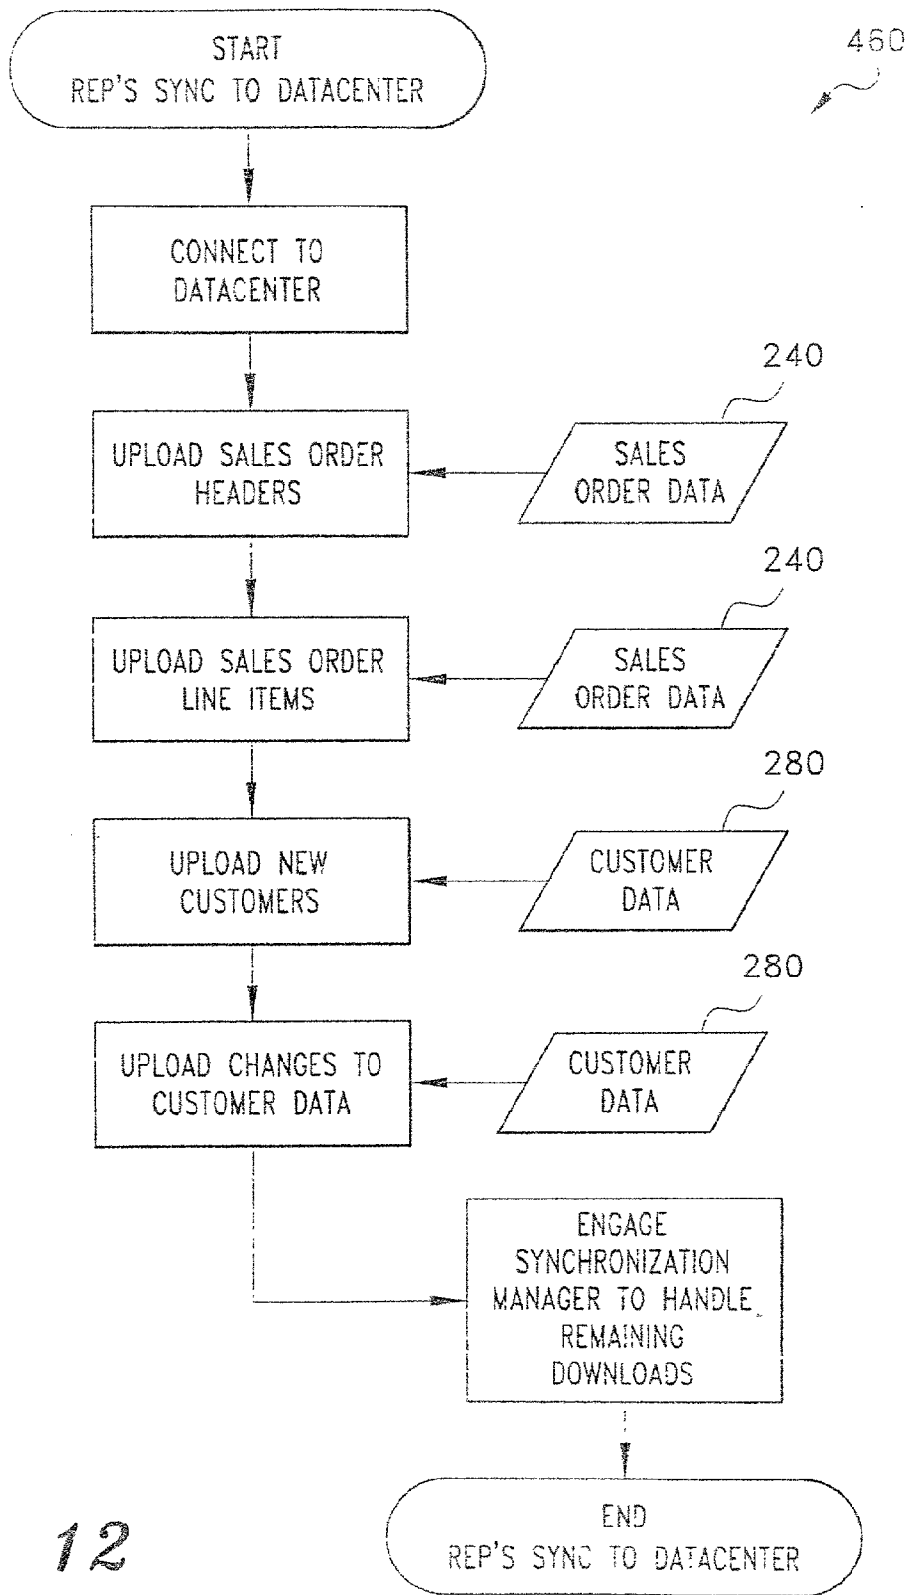 START
REP'S SYNC TO DATACENTER
460
CONNECT TO
DATACENTER
240
UPLOAD SALES ORDER
HEADERS
SALES
ORDER DATA
240
UPLOAD SALES ORDER
LINE ITEMS
SALES
ORDER DATA
280
UPLOAD NEW
CUSTOMERS
CUSTOMER
DATA
280
UPLOAD CHANGES TO
CUSTOMER DATA
CUSTOMER
DATA
ENGAGE
SYNCHRONIZATION
MANAGER TO HANDLE
REMAINING
DOWNLOADS
END
REP'S SYNC TO DATACENTER
12